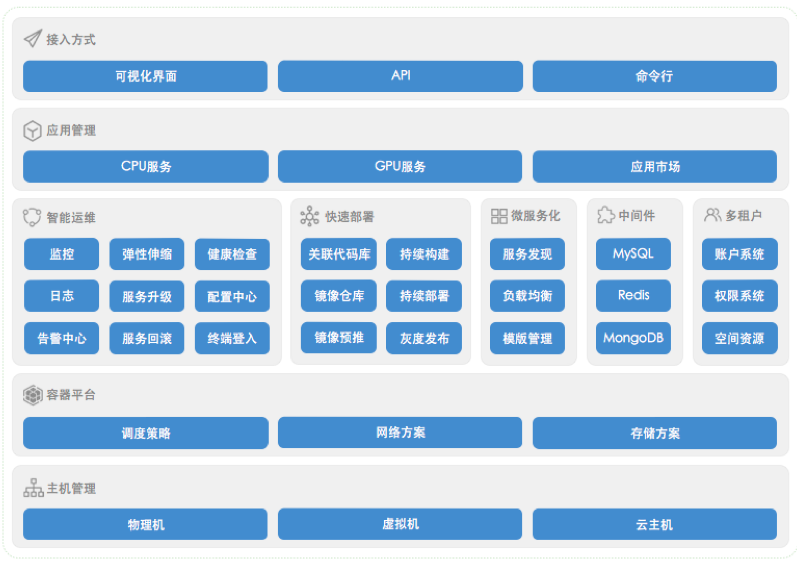 接入方式
可视化界面
API
命令行
应用管理
CPU服务
GPU服务
应用市场
智能运维
监控
弹性伸缩
健康检查
日志
服务升级
配置中心
告警中心
服务回滚
终端登入
快速部署
关联代码库
持续构建
镜像仓库
持续部署
镜像预推
灰度发布
微服务化
服务发现
负载均衡
模版管理
中间件
MySQL
Redis
MongoDB
多租户
账户系统
权限系统
空间资源
容器平台
调度策略
网络方案
存储方案
主机管理
物理机
虚拟机
云主机